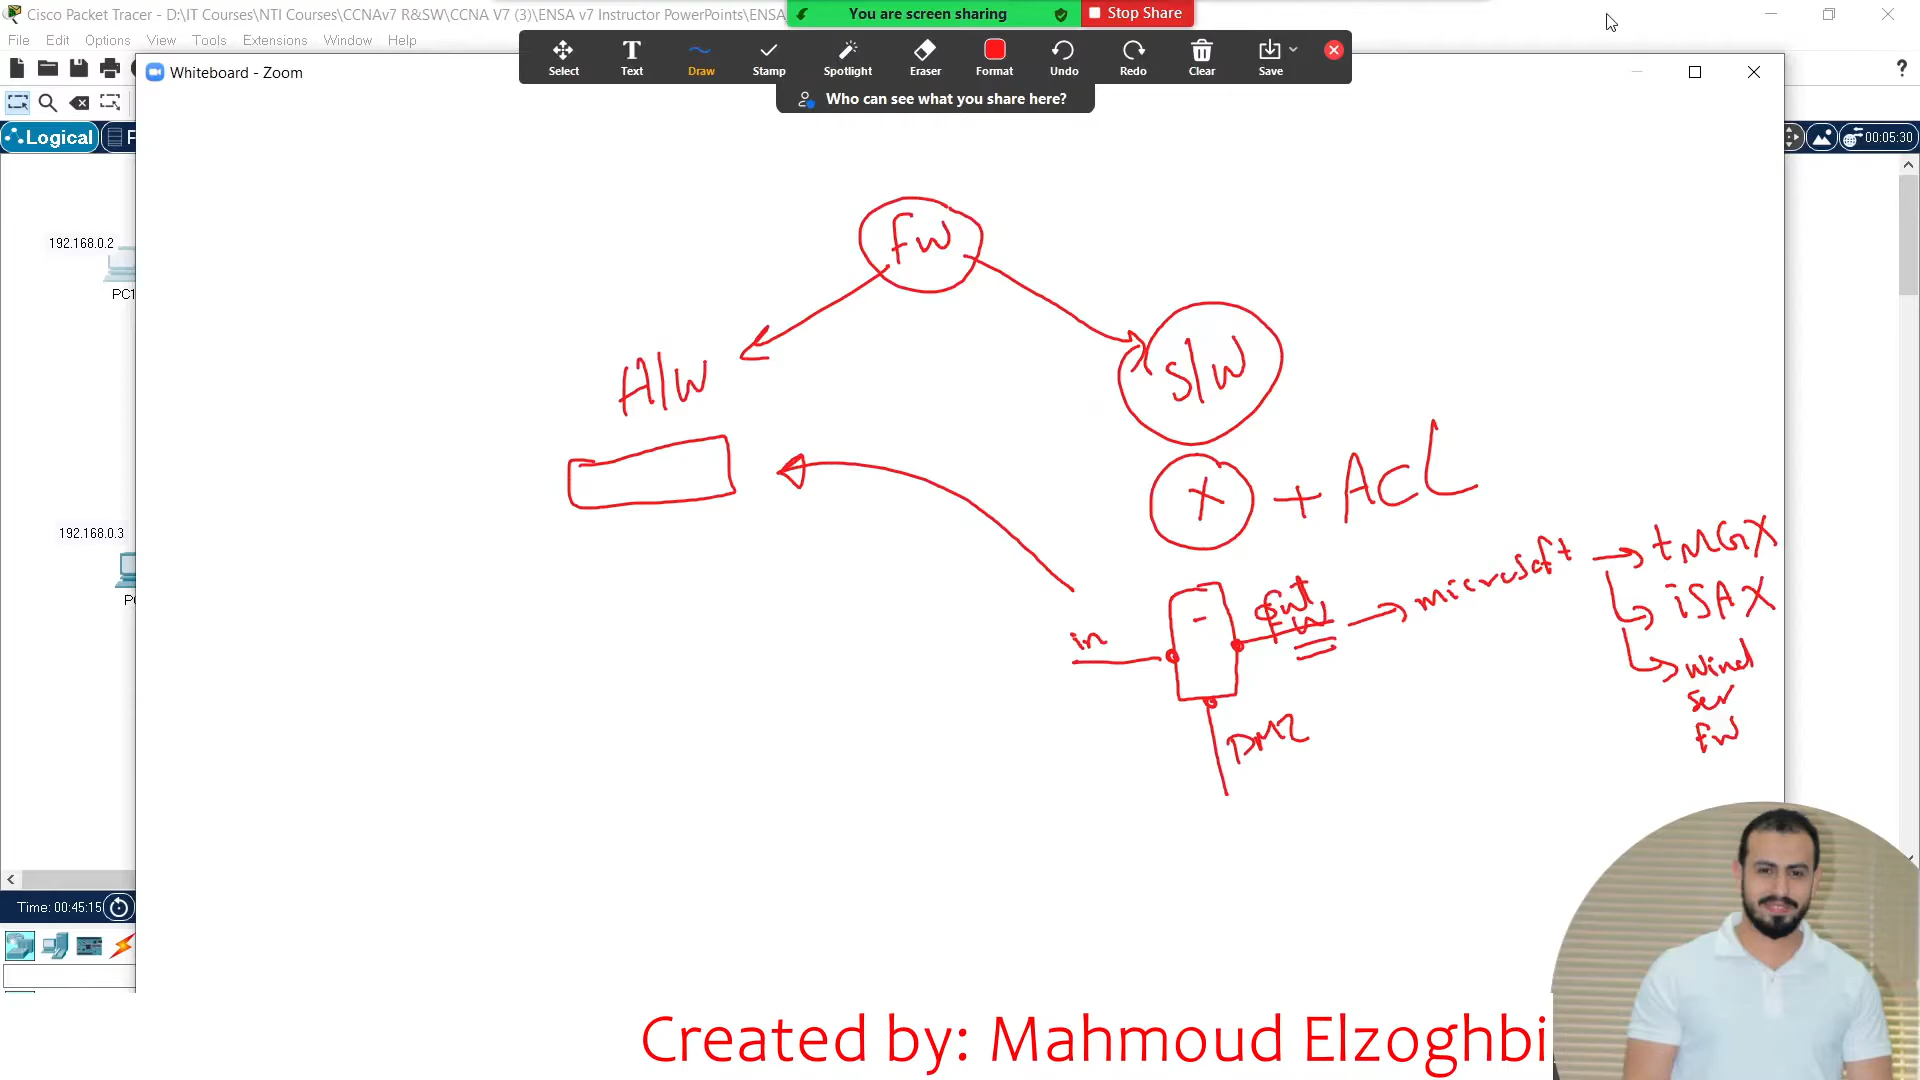 Cisco Packet Tracer - D:\IT Courses\NTI Courses\CCNAv7 R&SW\CCNA V7 (3)\ENSA v7 Instructor PowerPoints\ENSA_
You are screen sharing
Stop Share
File Edit Options View Tools Extensions Window Help
Select Text Draw Stamp Spotlight Eraser Format Undo Redo Clear Save
Whiteboard - Zoom
Who can see what you share here?
?
Logical
00:05:30
192.168.0.2
PC1
fw
H/W
S/W
X + ACL
192.168.0.3
in
out
FW
microsoft
tMG X
iSA X
wind
ser
fw
DMZ
Time: 00:45:15
Created by: Mahmoud Elzoghbi